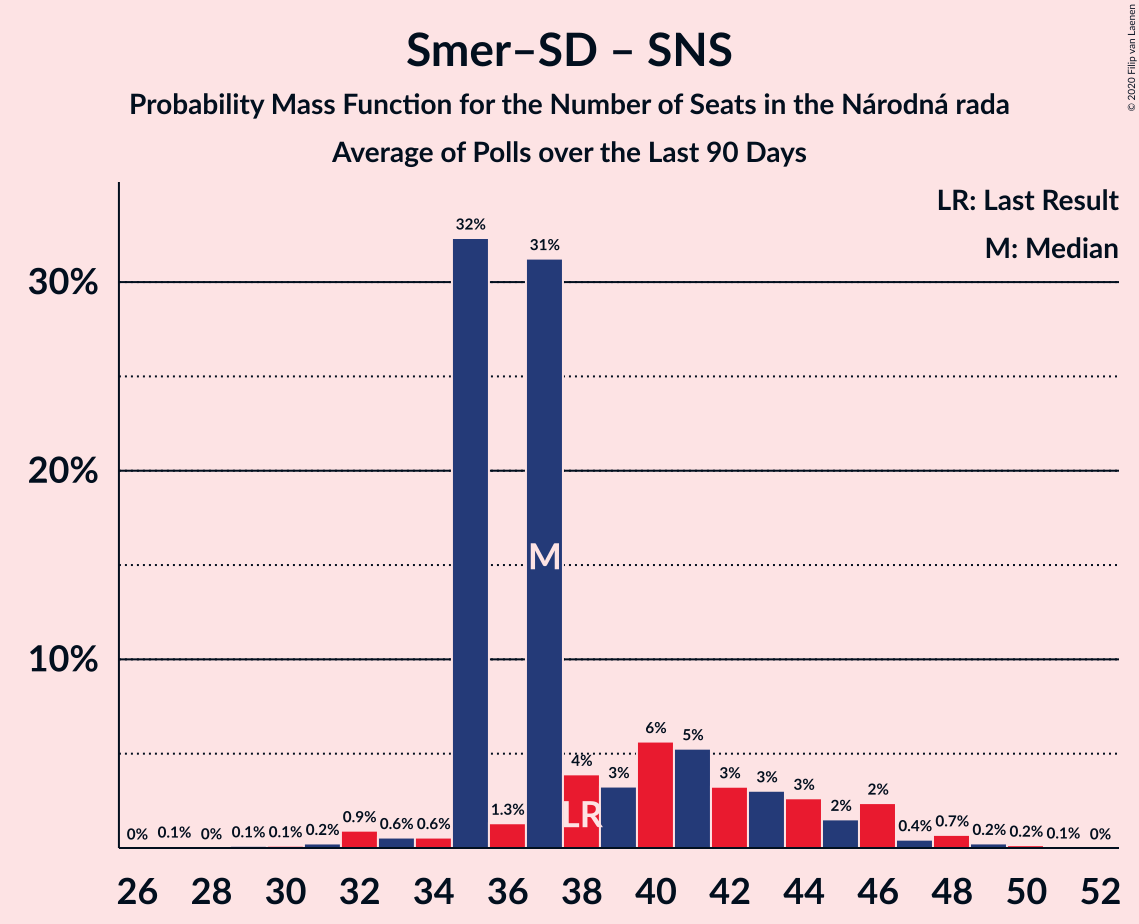 Smer–SD – SNS
Probability Mass Function for the Number of Seats in the Národná rada
Average of Polls over the Last 90 Days
© 2020 Filip van Laenen
LR: Last Result
M: Median
30%
20%
10%
0% 0.1% 0% 0.1% 0.1% 0.2% 0.9% 0.6% 0.6% 32% 1.3% 31% 4% 3% 6% 5% 3% 3% 3% 2% 2% 0.4% 0.7% 0.2% 0.2% 0.1% 0%
M
LR
26 28 30 32 34 36 38 40 42 44 46 48 50 52